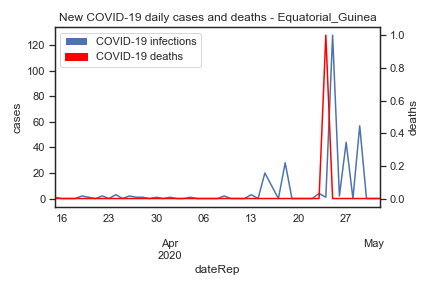 New COVID-19 daily cases and deaths - Equatorial_Guinea
COVID-19 infections
COVID-19 deaths
cases
120
100
80
60
40
20
0
deaths
1.0
0.8
0.6
0.4
0.2
0.0
16
23
30
06
13
20
27
Apr
2020
May
dateRep